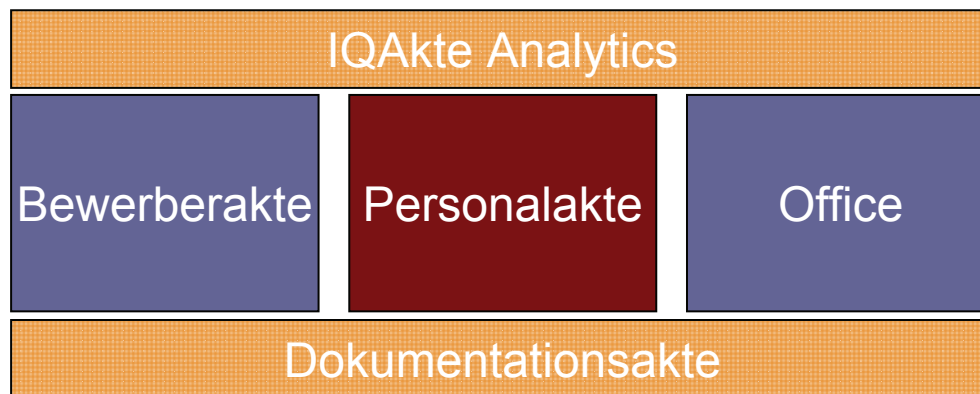 IQAkte Analytics
Bewerberakte
Personalakte
Office
Dokumentationsakte